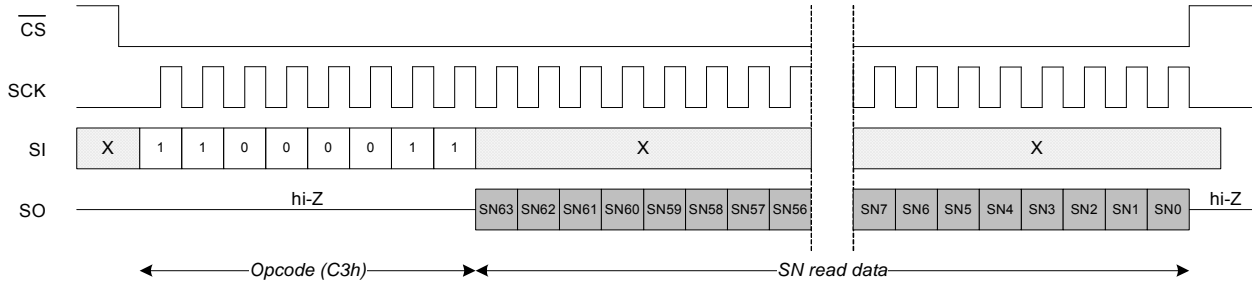 CS
SCK
SI X 1 1 0 0 0 0 1 1 X X
hi-Z hi-Z
SO SN63 SN62 SN61 SN60 SN59 SN58 SN57 SN56 SN7 SN6 SN5 SN4 SN3 SN2 SN1 SN0
Opcode (C3h) SN read data